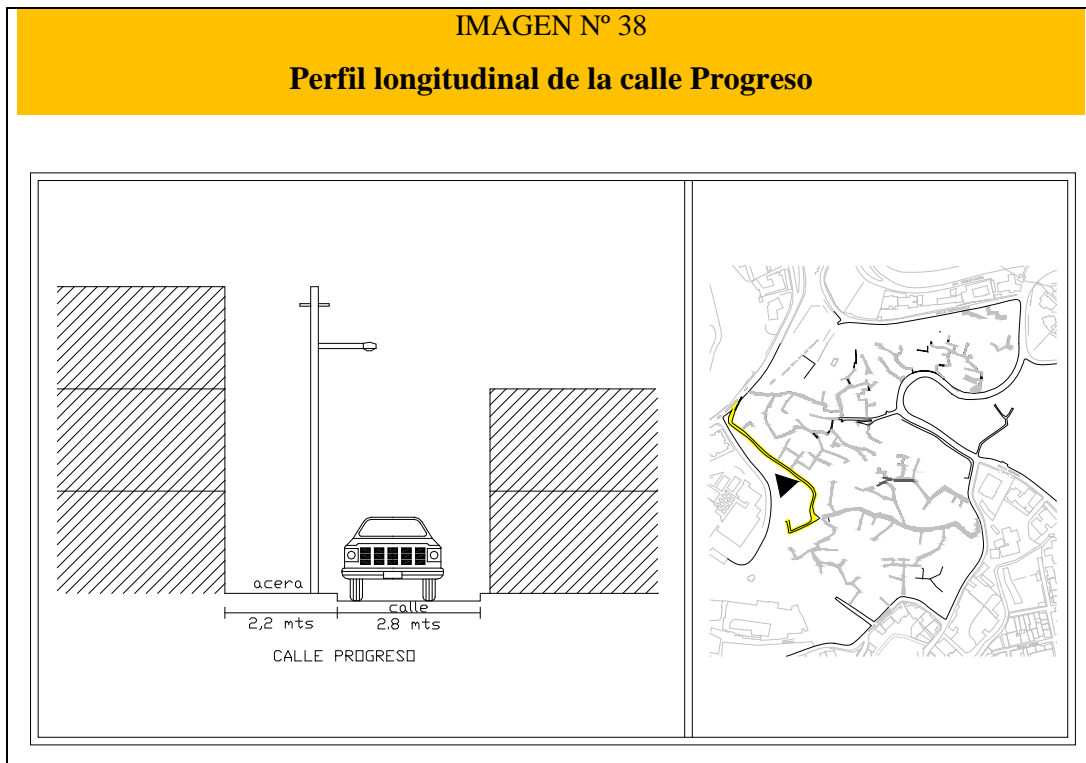 IMAGEN Nº 38
Perfil longitudinal de la calle Progreso
acera
calle
2,2 mts
2.8 mts
CALLE PROGRESO